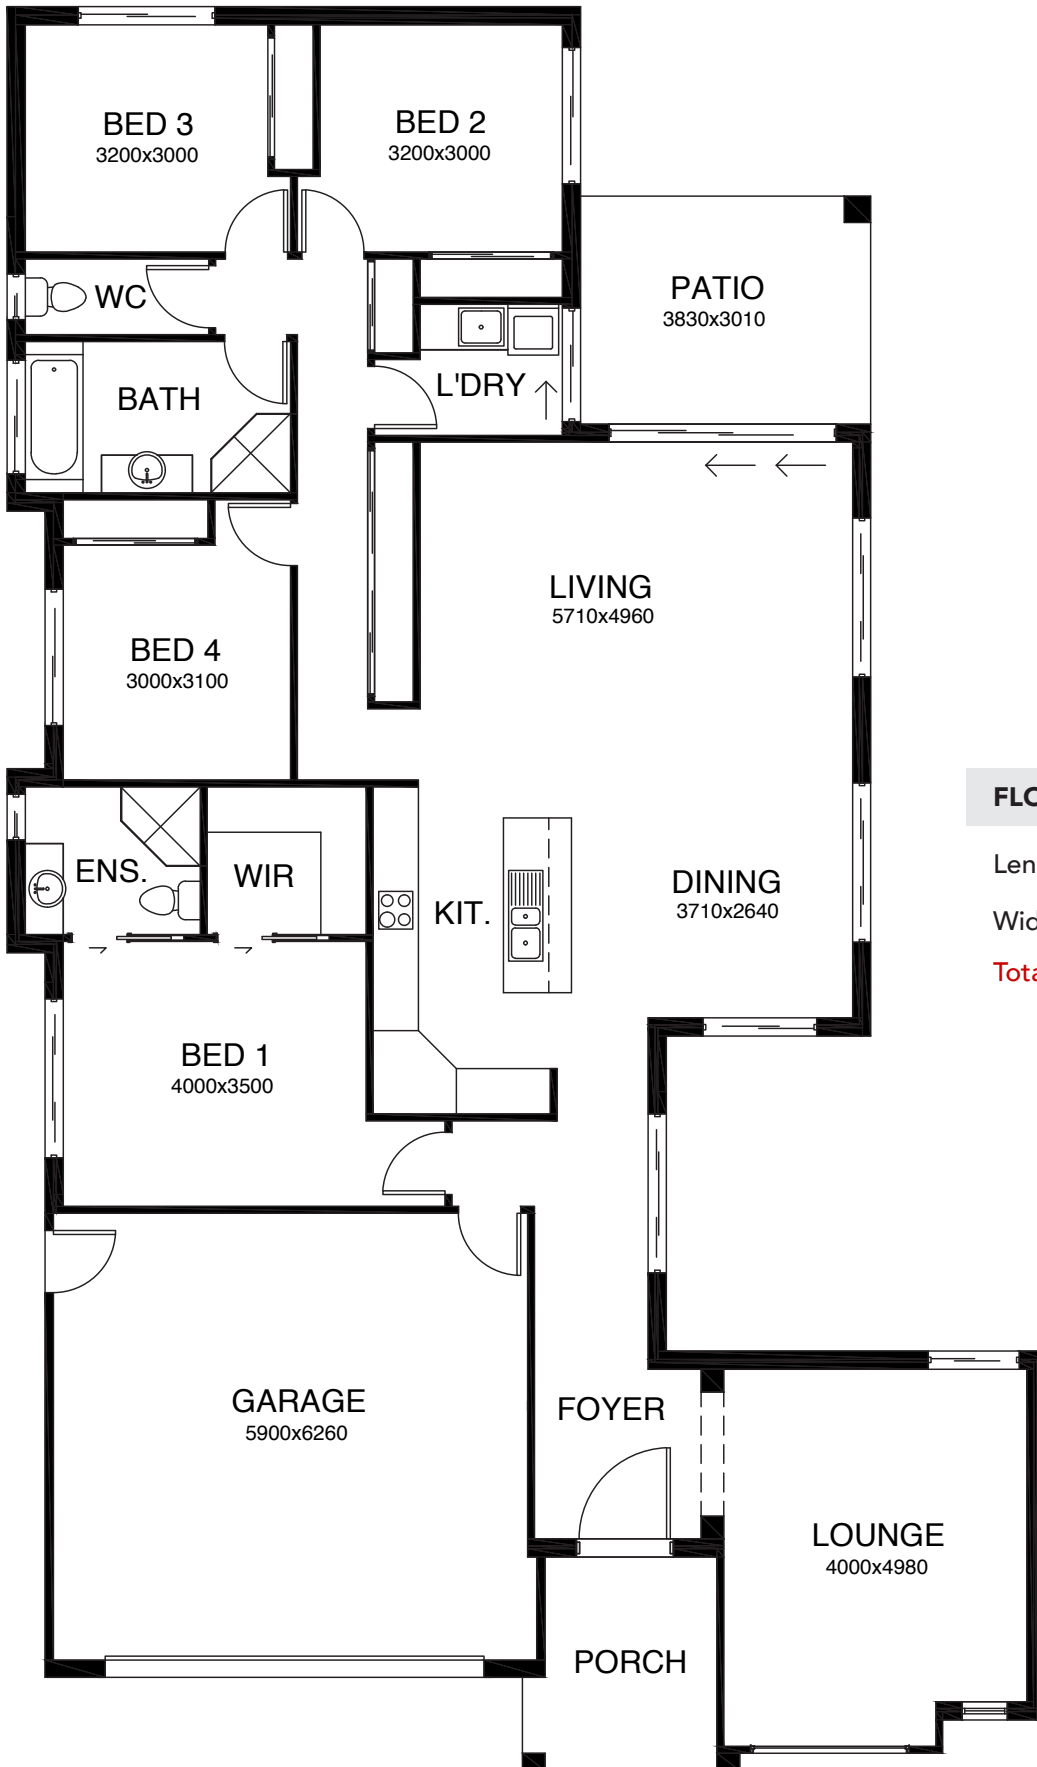 BED 3
3200x3000
BED 2
3200x3000
WC
PATIO
3830x3010
BATH
L'DRY
LIVING
5710x4960
BED 4
3000x3100
ENS.
WIR
KIT.
DINING
3710x2640
BED 1
4000x3500
GARAGE
5900x6260
FOYER
LOUNGE
4000x4980
PORCH